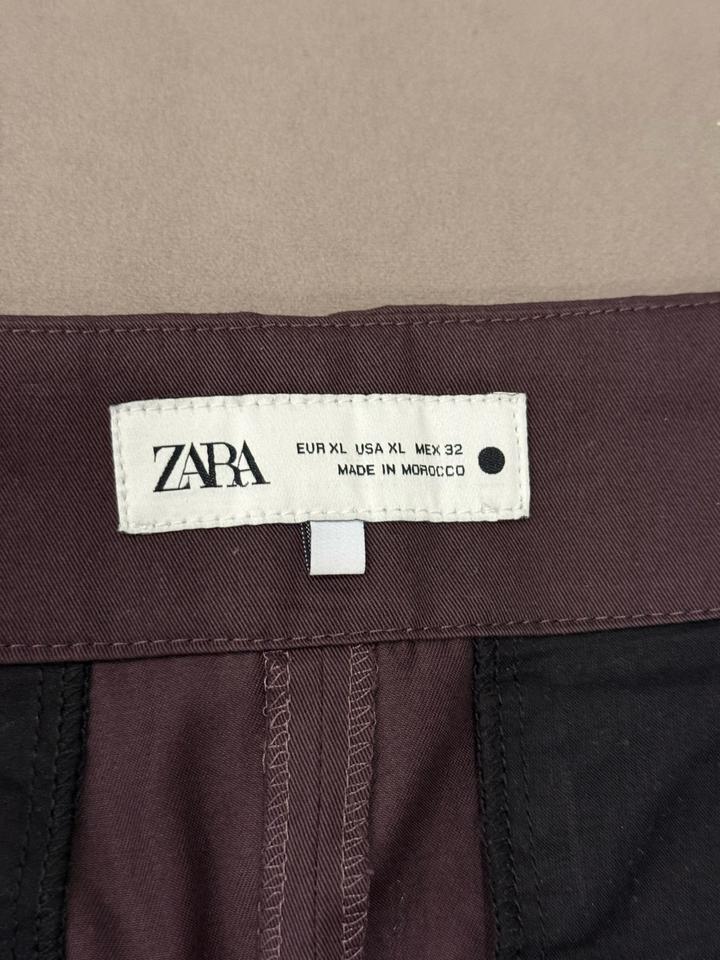 ZARA
EUR XL USA XL MEX 32
MADE IN MOROCCO